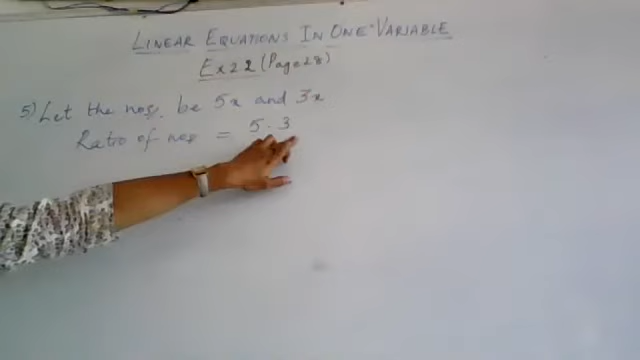 LINEAR EQUATIONS IN ONE VARIABLE
Ex 2.2 (Page 28)
5) Let the nos. be 5x and 3x
Ratio of nos = 5:3